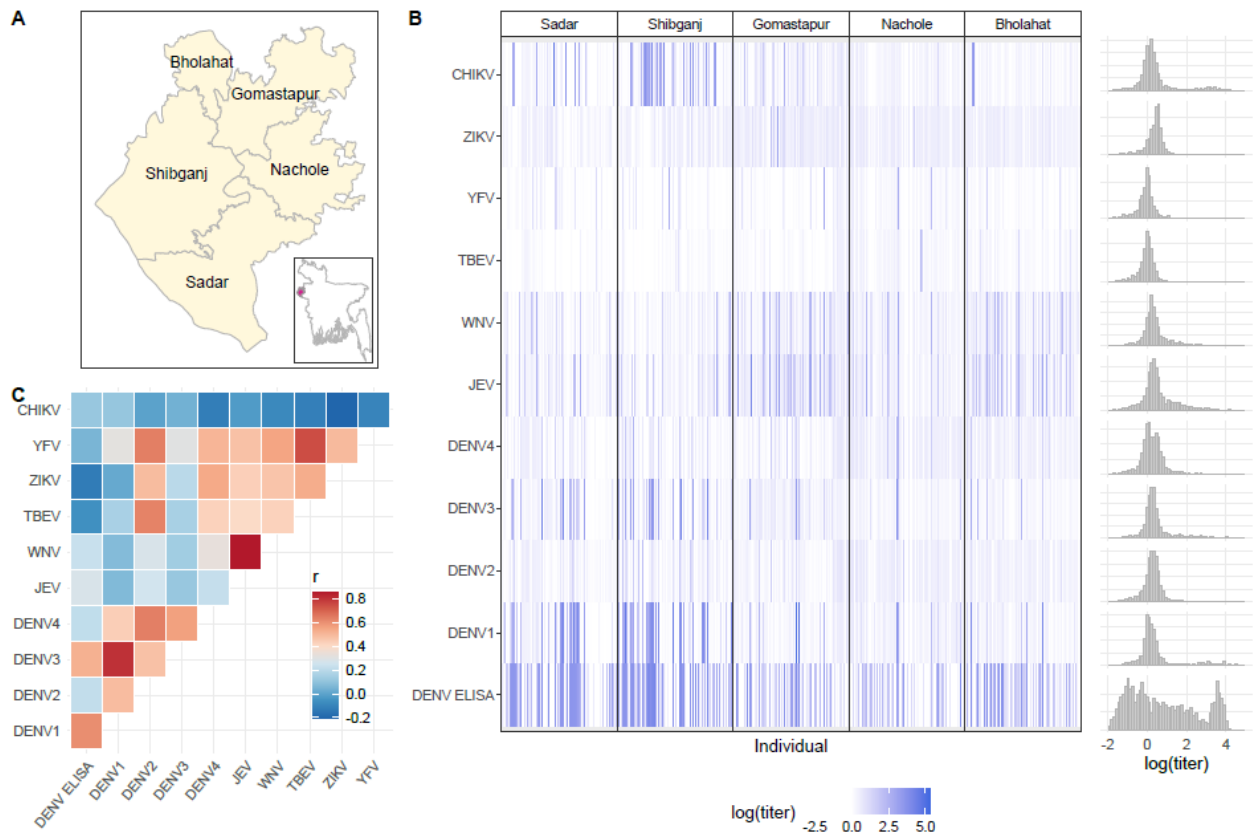 A
Bholahat
Gomastapur
Shibganj
Nachole
Sadar
B
Sadar Shibganj Gomastapur Nachole Bholahat
CHIKV
ZIKV
YFV
TBEV
WNV
JEV
DENV4
DENV3
DENV2
DENV1
DENV ELISA
Individual
-2 0 2 4
log(titer)
log(titer)
-2.5 0.0 2.5 5.0
C
CHIKV
YFV
ZIKV
TBEV
WNV
JEV
DENV4
DENV3
DENV2
DENV1
DENV ELISA DENV1 DENV2 DENV3 DENV4 JEV WNV TBEV ZIKV YFV
r
0.8
0.6
0.4
0.2
0.0
-0.2